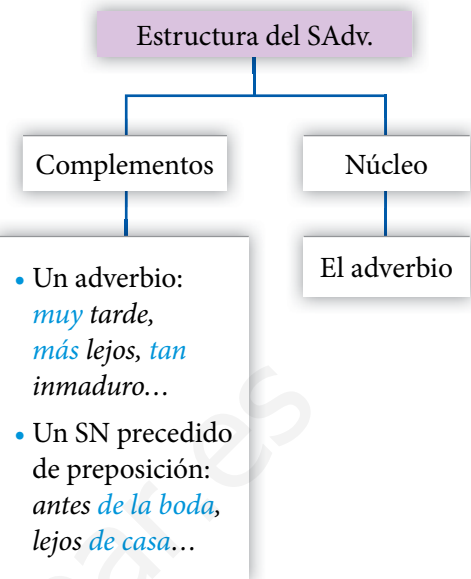 Estructura del SAdv.
Complementos
Núcleo
El adverbio
• Un adverbio:
muy tarde,
más lejos, tan
inmaduro…
• Un SN precedido
de preposición:
antes de la boda,
lejos de casa…